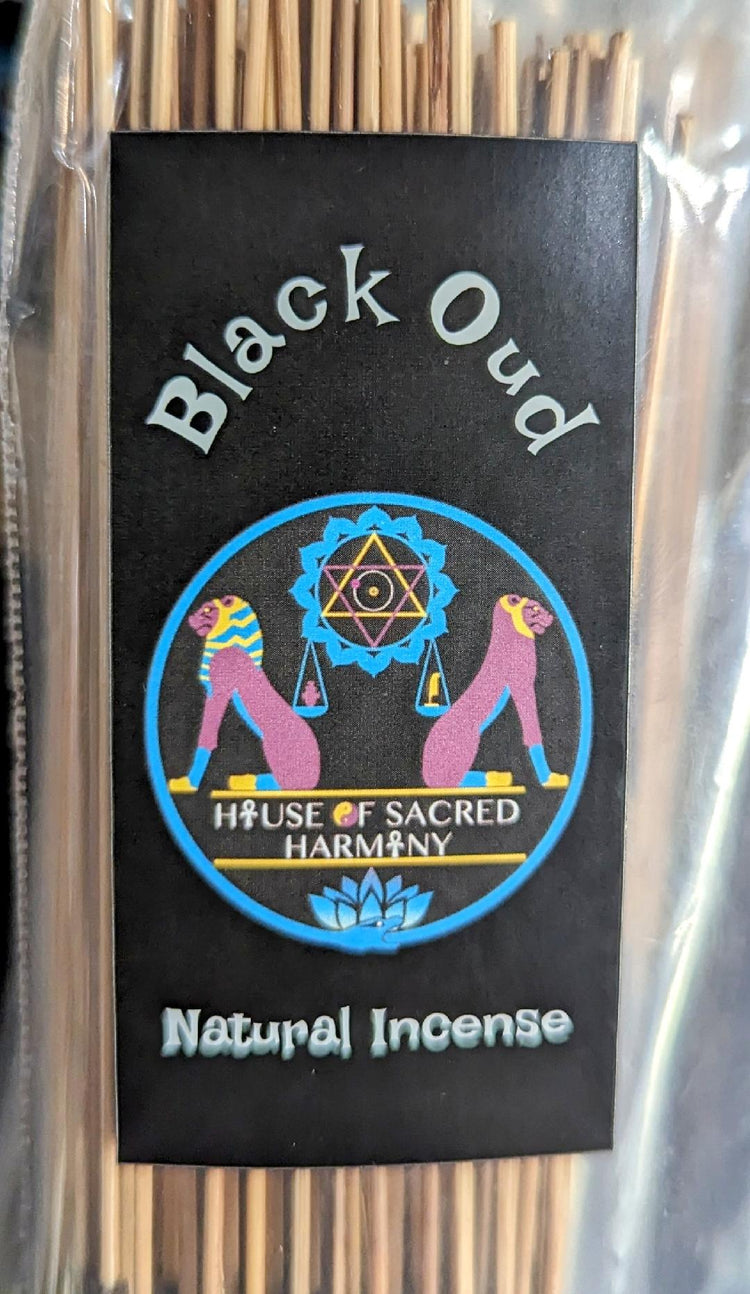 Black Oud
HOUSE OF SACRED
HARMONY
Natural Incense